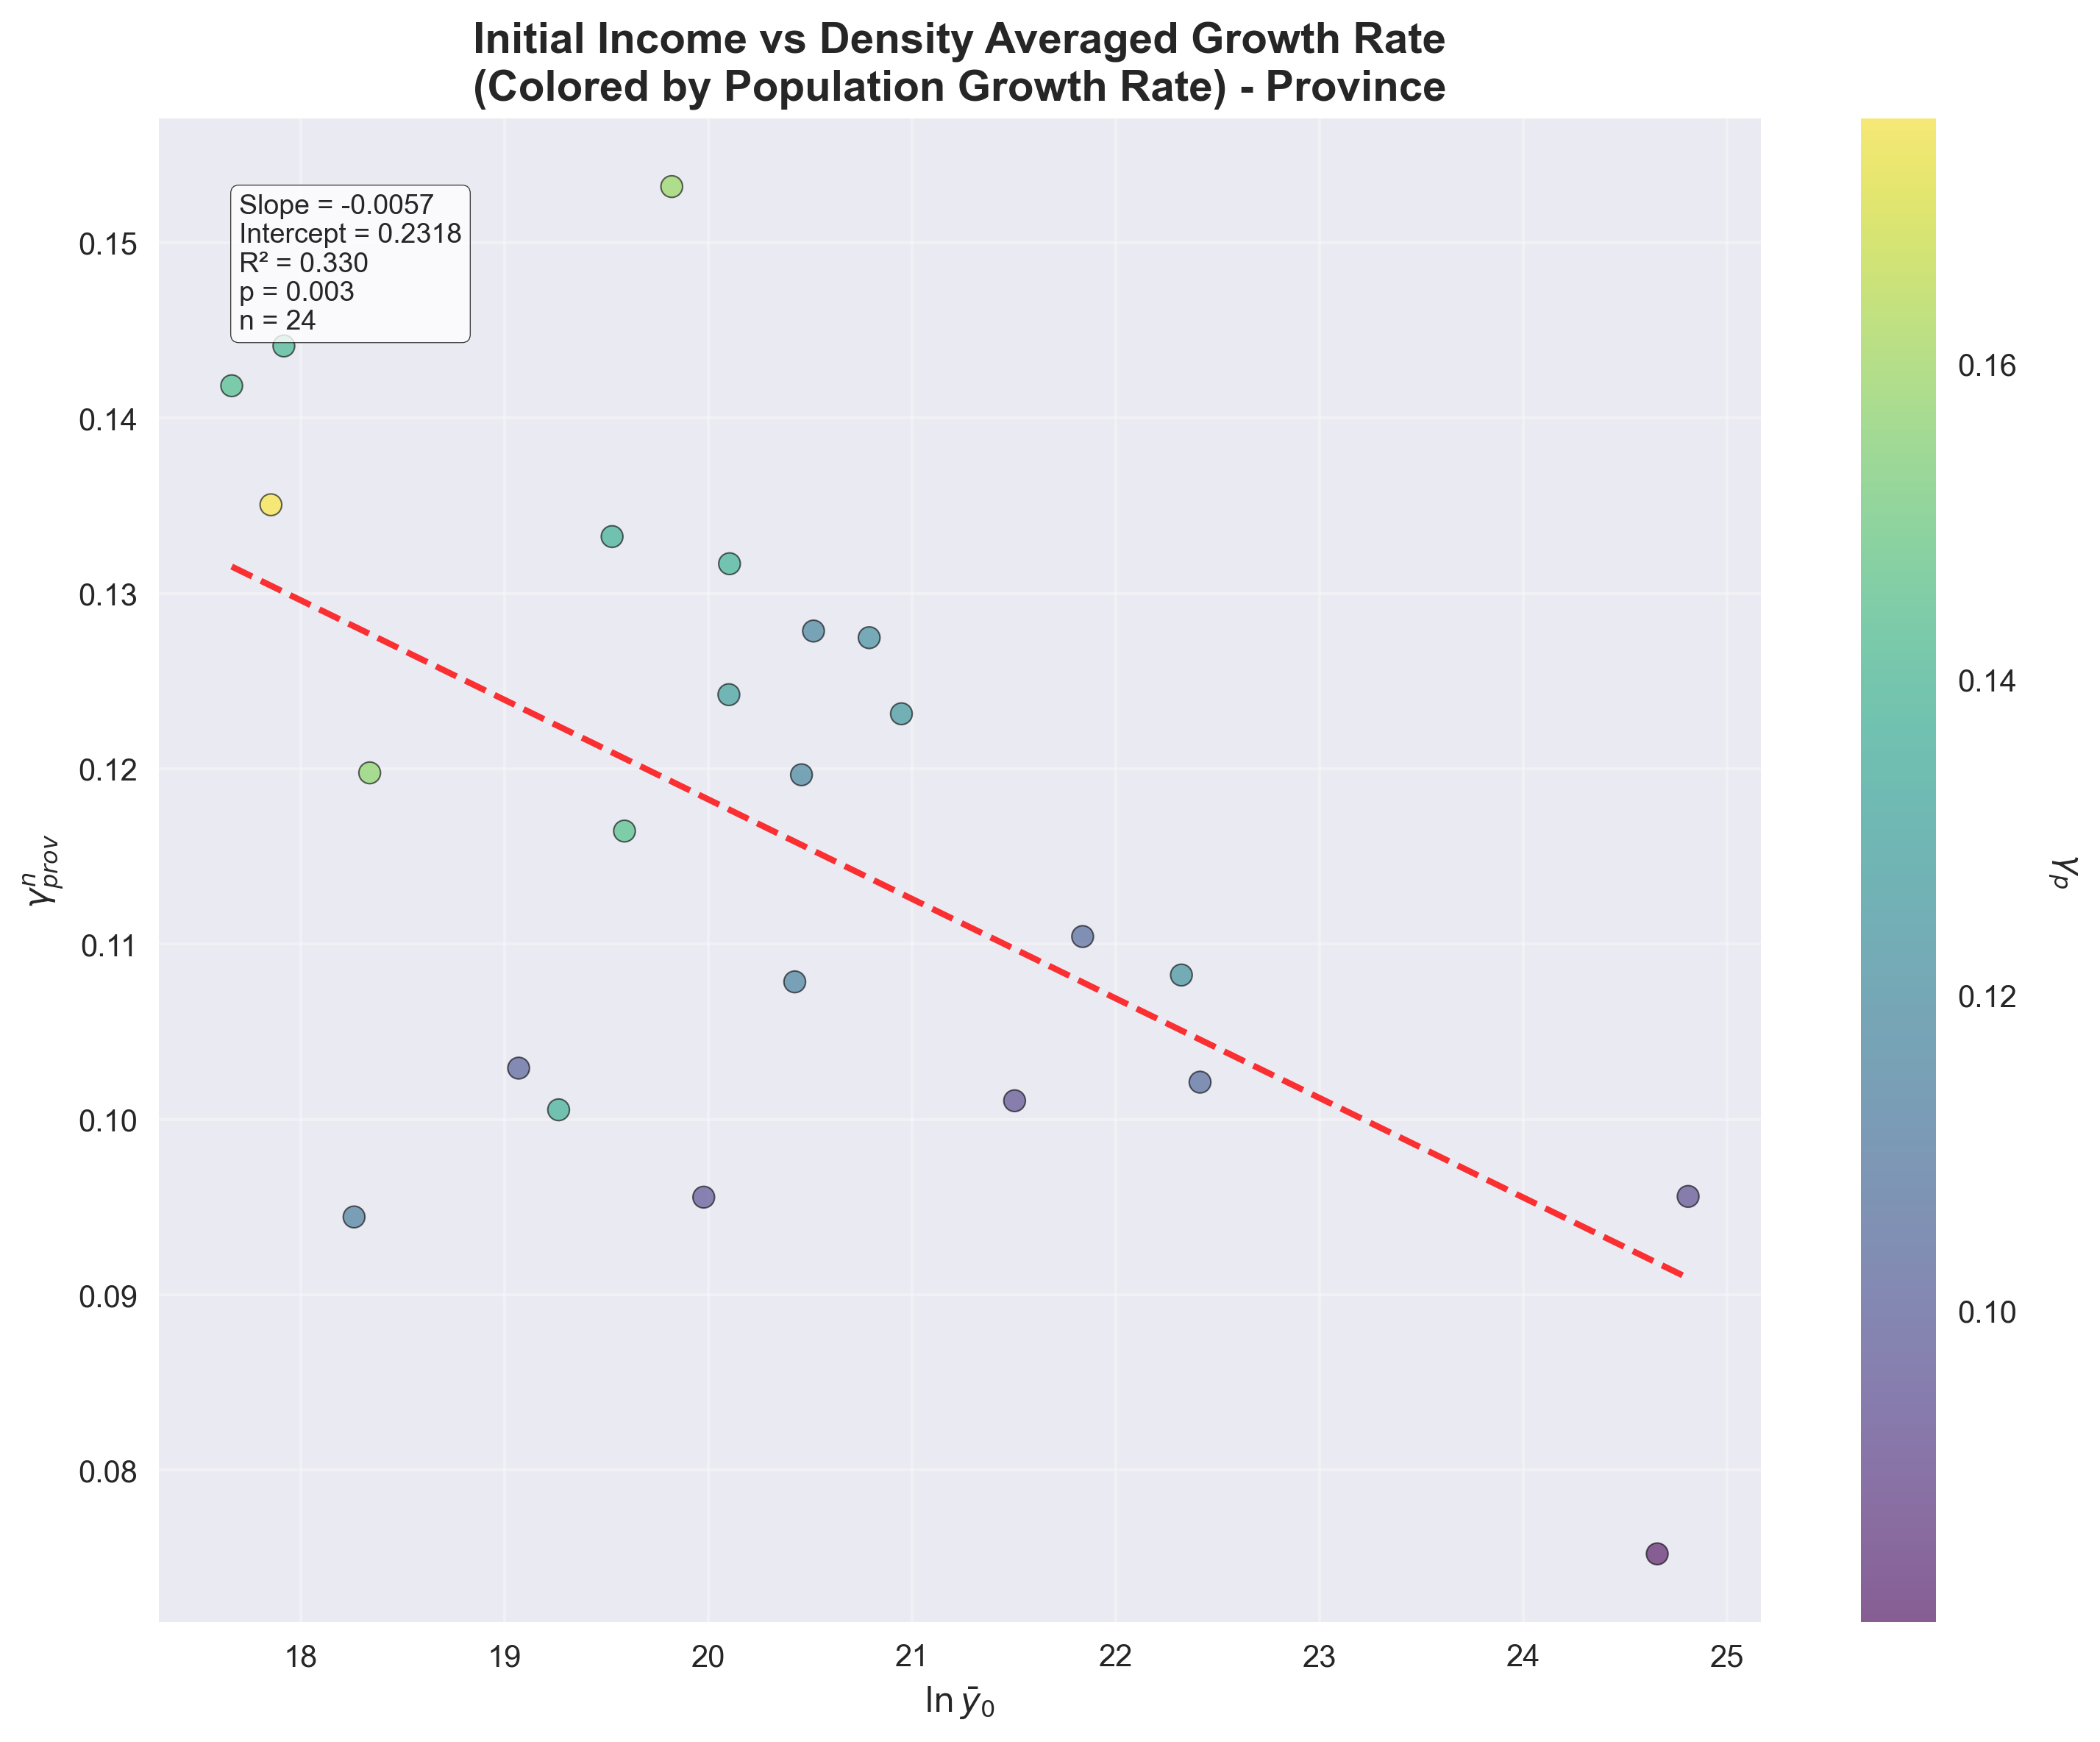 Initial Income vs Density Averaged Growth Rate
(Colored by Population Growth Rate) - Province
Slope = -0.0057
Intercept = 0.2318
R² = 0.330
p = 0.003
n = 24
0.15
0.14
0.13
0.12
0.11
0.10
0.09
0.08
γⁿ_prov
18 19 20 21 22 23 24 25
ln ȳ₀
0.16
0.14
0.12
0.10
γₚ